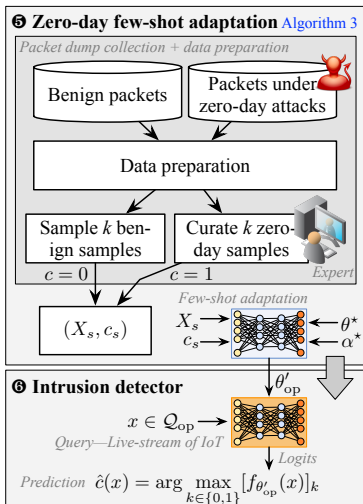 ❺ Zero-day few-shot adaptation Algorithm 3
Packet dump collection + data preparation
Benign packets
Packets under
zero-day attacks
Data preparation
Sample k ben-
ign samples
Curate k zero-
day samples
Expert
c = 0
c = 1
(X_s, c_s)
Few-shot adaptation
X_s
c_s
θ*
α*
θ′_op
❻ Intrusion detector
x ∈ Q_op
Query—Live-stream of IoT
Logits
Prediction ĉ(x) = arg max_{k∈{0,1}} [f_{θ′_op}(x)]_k